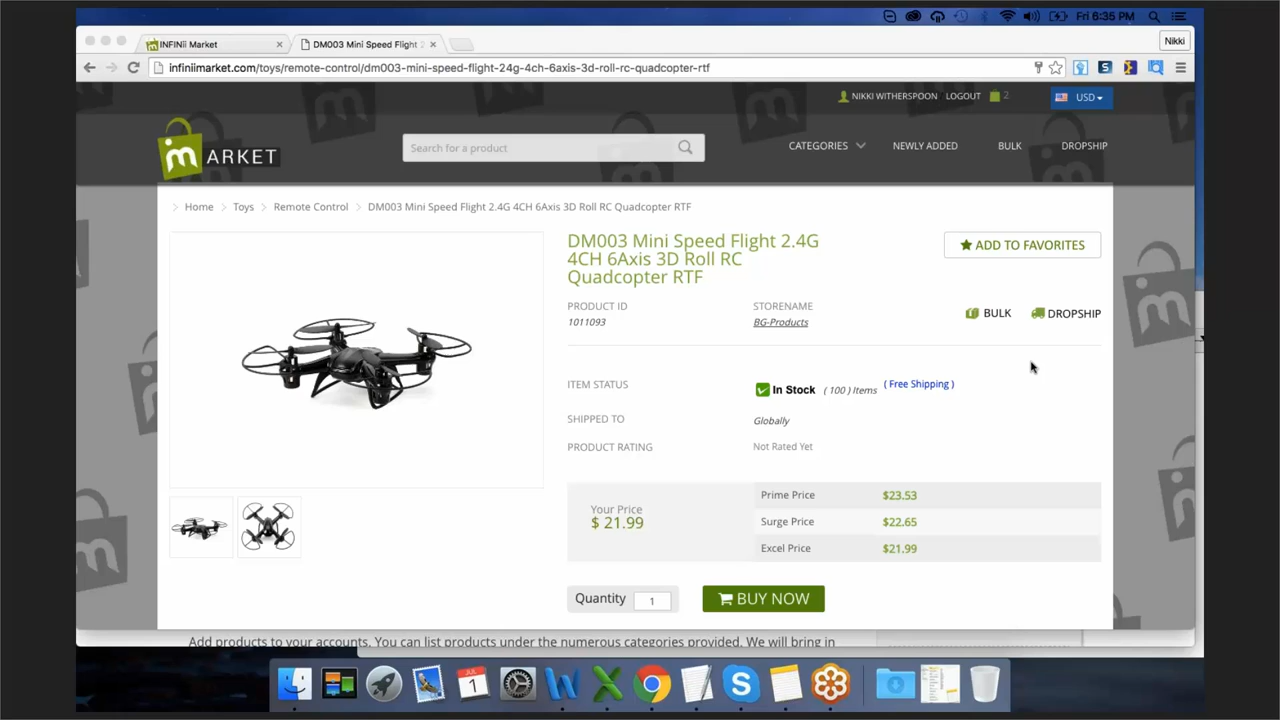 Fri 6:35 PM
INFINii Market
DM003 Mini Speed Flight 2
Nikki
infiniimarket.com/toys/remote-control/dm003-mini-speed-flight-24g-4ch-6axis-3d-roll-rc-quadcopter-rtf
NIKKI WITHERSPOON LOGOUT 2
USD
m ARKET
Search for a product
CATEGORIES NEWLY ADDED BULK DROPSHIP
Home Toys Remote Control DM003 Mini Speed Flight 2.4G 4CH 6Axis 3D Roll RC Quadcopter RTF
DM003 Mini Speed Flight 2.4G
4CH 6Axis 3D Roll RC
Quadcopter RTF
ADD TO FAVORITES
PRODUCT ID STORENAME
1011093 BG-Products
BULK DROPSHIP
ITEM STATUS In Stock ( 100 ) Items ( Free Shipping )
SHIPPED TO Globally
PRODUCT RATING Not Rated Yet
Your Price
$ 21.99
Prime Price $23.53
Surge Price $22.65
Excel Price $21.99
Quantity 1 BUY NOW
Add products to your accounts. You can list products under the numerous categories provided. We will bring in
JUL
1